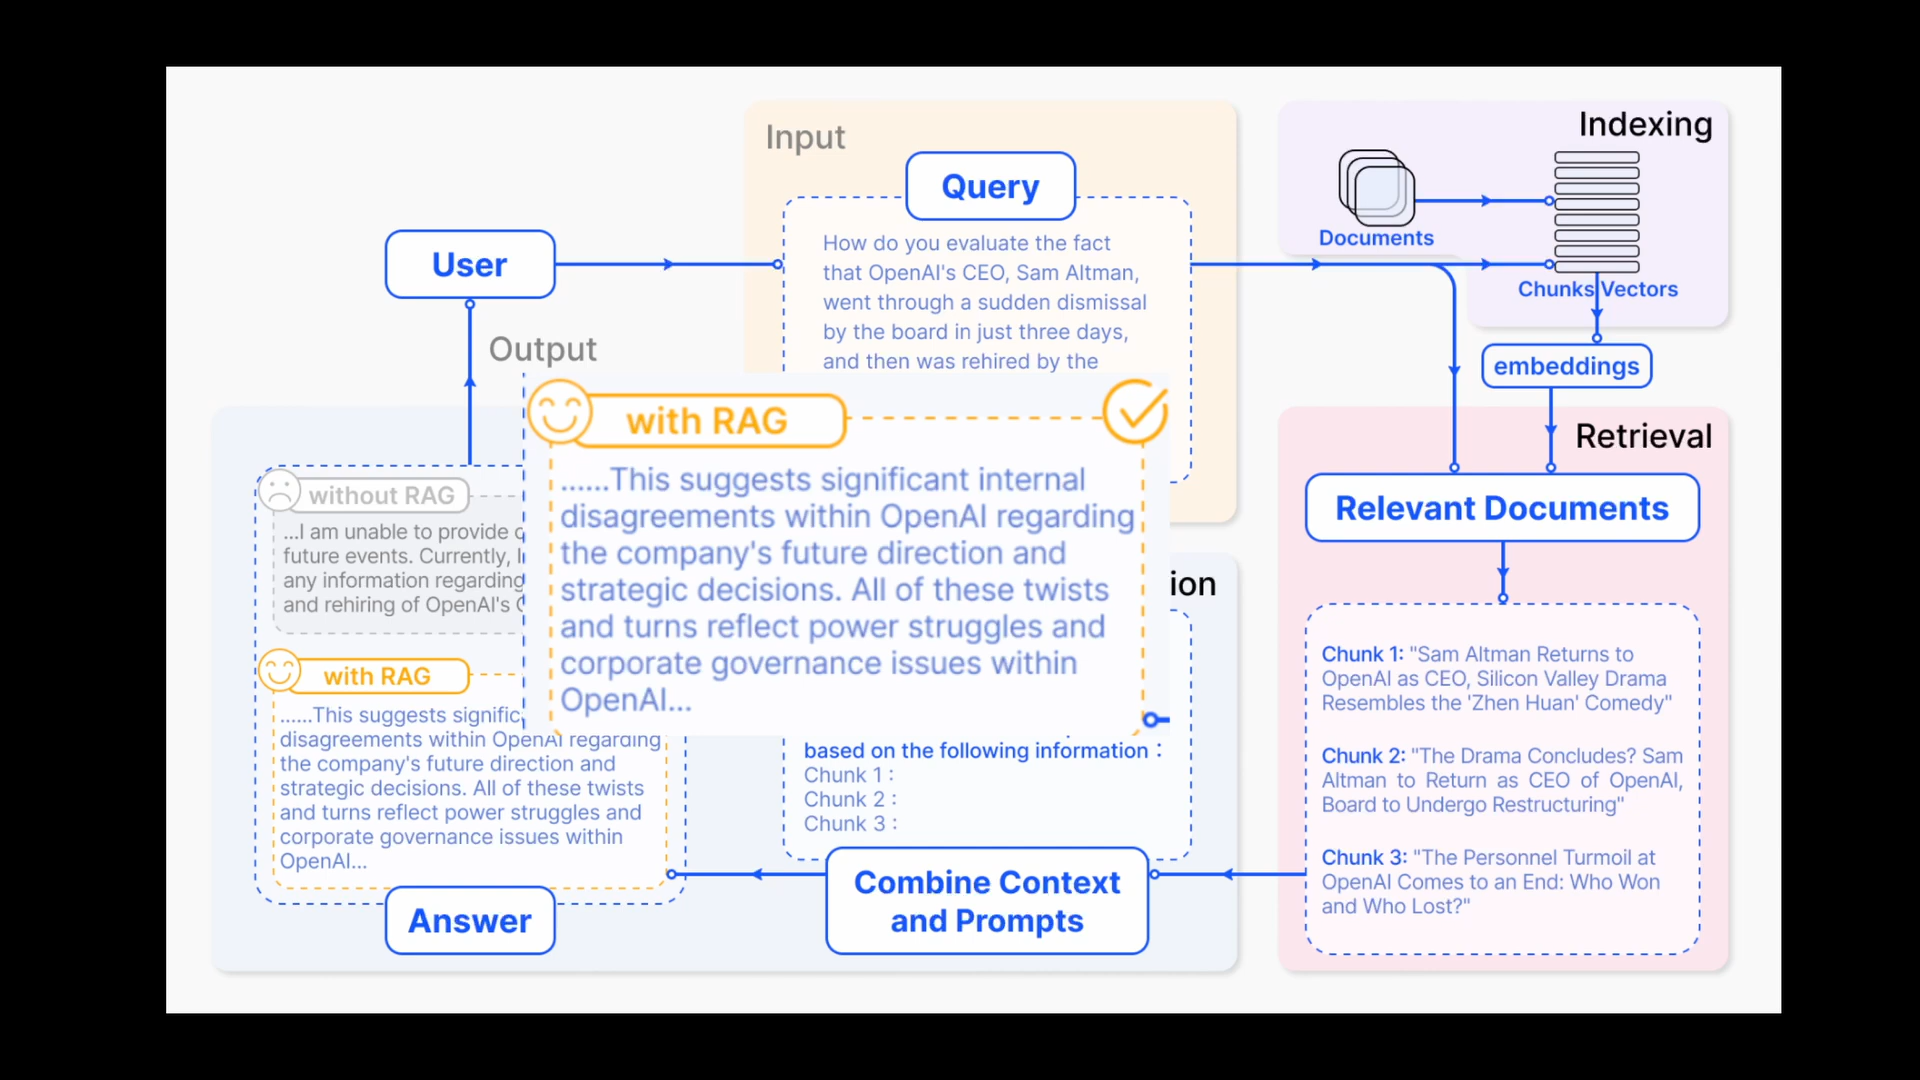 Input
Query
How do you evaluate the fact
that OpenAI's CEO, Sam Altman,
went through a sudden dismissal
by the board in just three days,
and then was rehired by the
Indexing
Documents
Chunks Vectors
embeddings
User
Output
without RAG
...I am unable to provide
future events. Currently,
any information regarding
and rehiring of OpenAI's
with RAG
......This suggests
disagreements within OpenAI regarding
the company's future direction and
strategic decisions. All of these twists
and turns reflect power struggles and
corporate governance issues within
OpenAI...
Answer
with RAG
......This suggests significant internal
disagreements within OpenAI regarding
the company's future direction and
strategic decisions. All of these twists
and turns reflect power struggles and
corporate governance issues within
OpenAI...
based on the following information :
Chunk 1 :
Chunk 2 :
Chunk 3 :
Combine Context
and Prompts
Retrieval
Relevant Documents
Chunk 1: "Sam Altman Returns to
OpenAI as CEO, Silicon Valley Drama
Resembles the 'Zhen Huan' Comedy"
Chunk 2: "The Drama Concludes? Sam
Altman to Return as CEO of OpenAI,
Board to Undergo Restructuring"
Chunk 3: "The Personnel Turmoil at
OpenAI Comes to an End: Who Won
and Who Lost?"